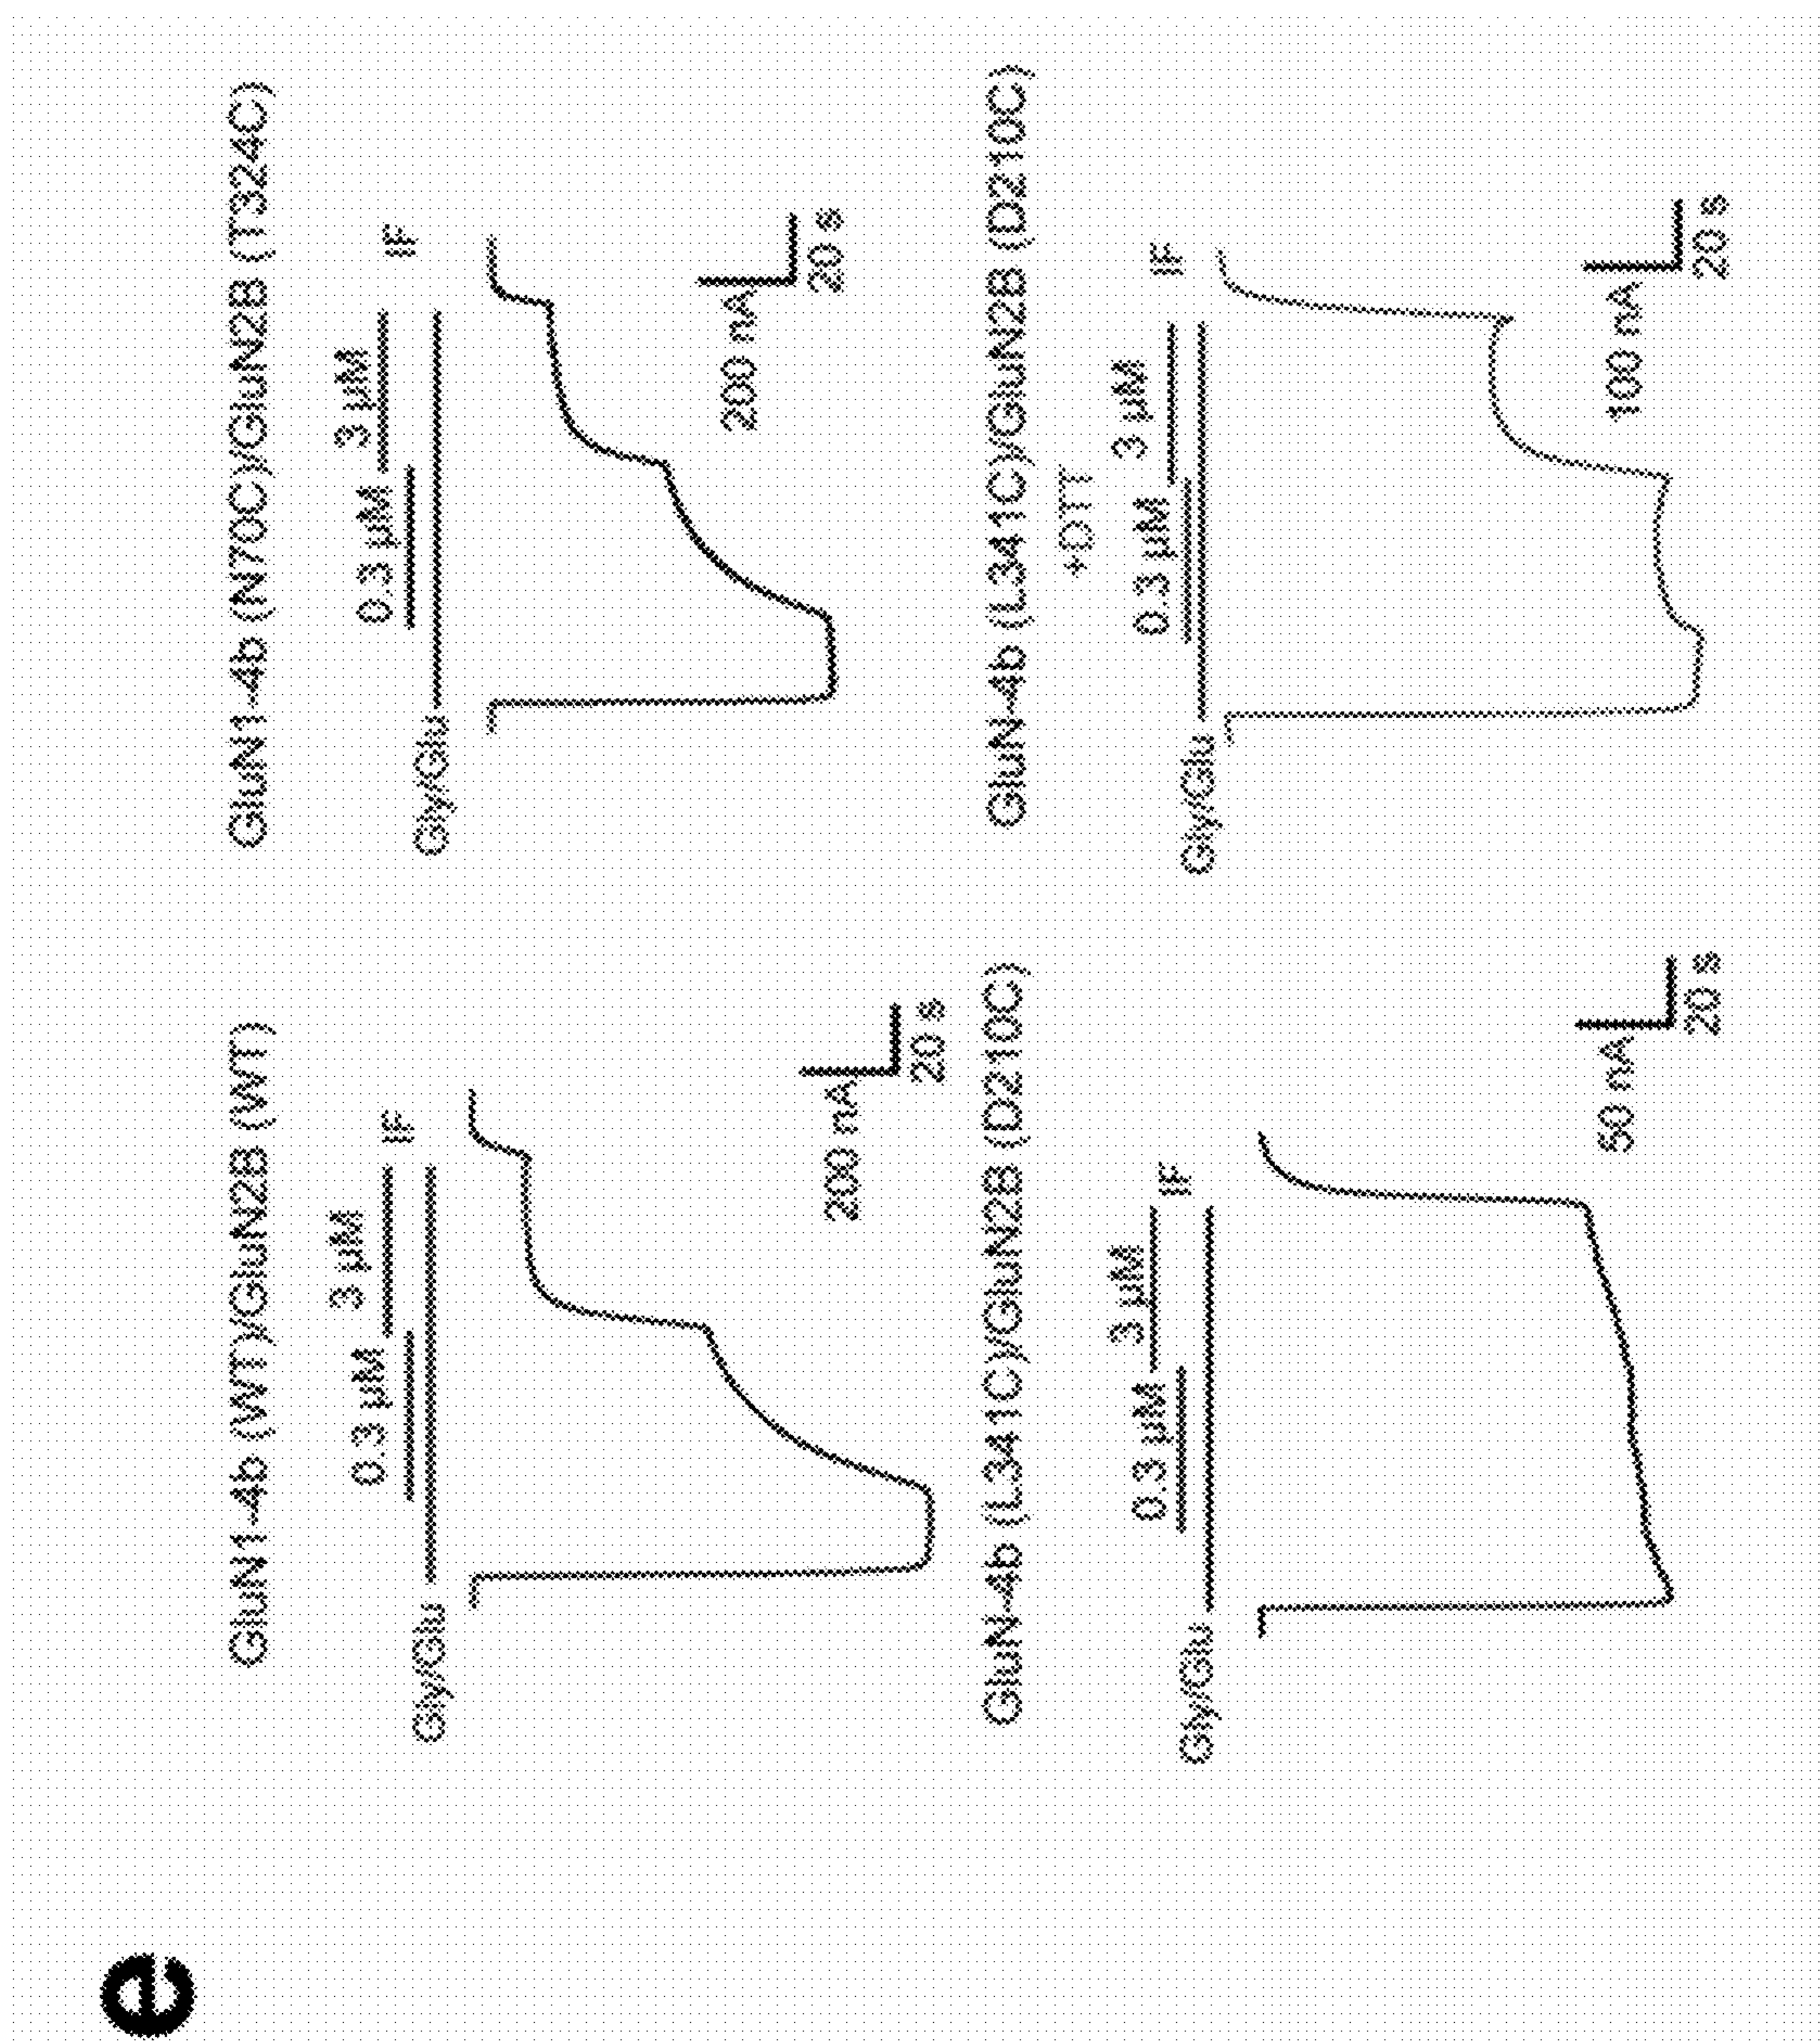 e
GluN1-4b (WT)/GluN2B (WT)
3 µM
0.3 µM
IF
Gly/Glu
200 nA
20 s
GluN1-4b (N70C)/GluN2B (T324C)
3 µM
0.3 µM
IF
Gly/Glu
200 nA
20 s
GluN-4b (L341C)/GluN2B (D210C)
3 µM
0.3 µM
IF
Gly/Glu
50 nA
20 s
GluN-4b (L341C)/GluN2B (D210C)
+DTT
3 µM
0.3 µM
IF
Gly/Glu
100 nA
20 s